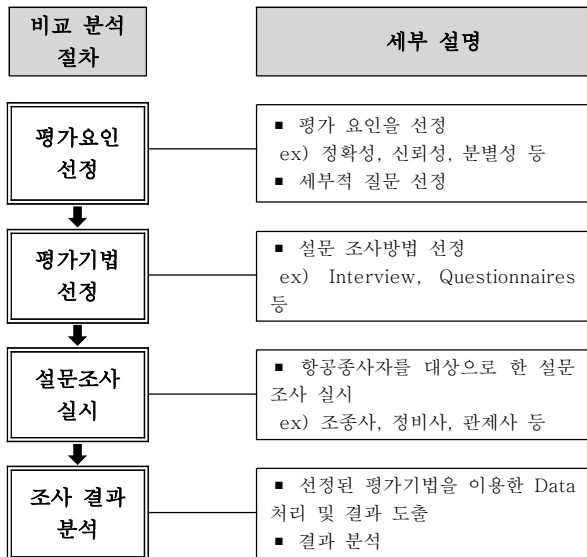 비교 분석
절차
세부 설명
평가요인
선정
▪ 평가 요인을 선정
ex) 정확성, 신뢰성, 분별성 등
▪ 세부적 질문 선정
평가기법
선정
▪ 설문 조사방법 선정
ex) Interview, Questionnaires
등
설문조사
실시
▪ 항공종사자를 대상으로 한 설문
조사 실시
ex) 조종사, 정비사, 관제사 등
조사 결과
분석
▪ 선정된 평가기법을 이용한 Data
처리 및 결과 도출
▪ 결과 분석